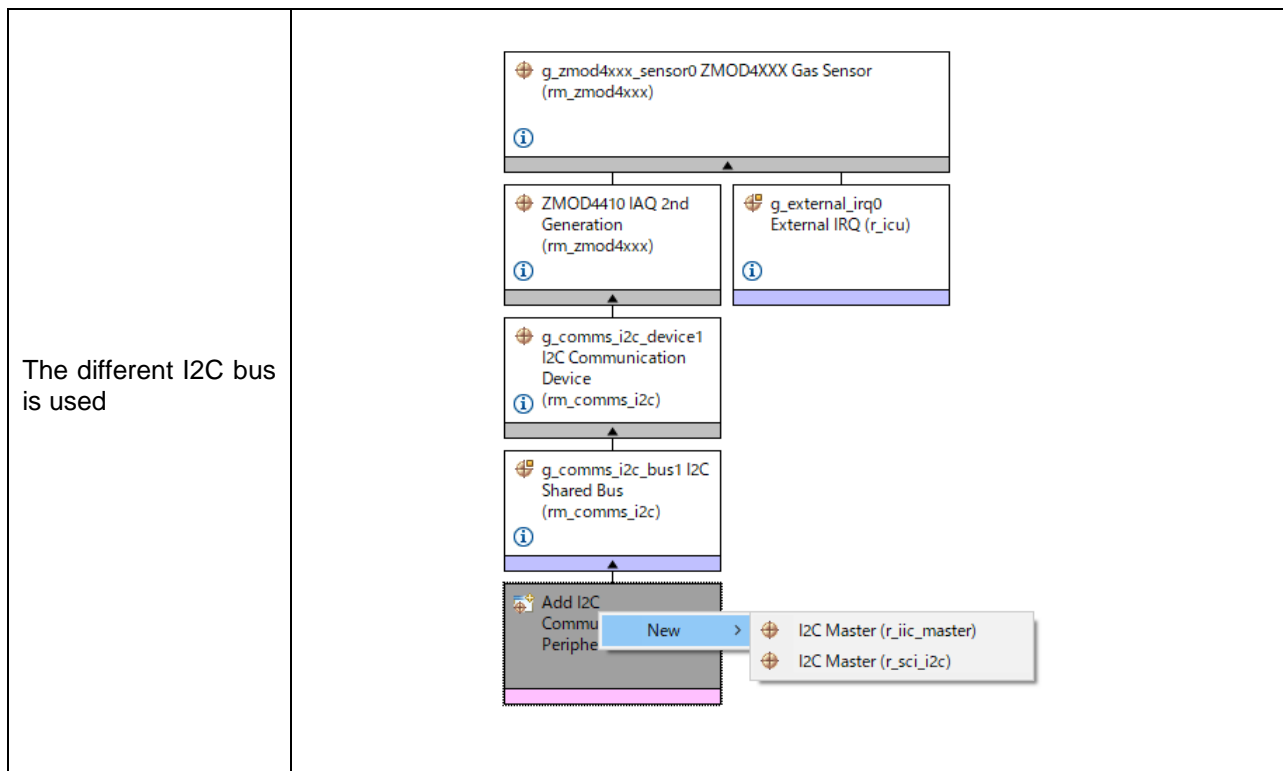 The different I2C bus
is used
g_zmod4xxx_sensor0 ZMOD4XXX Gas Sensor
(rm_zmod4xxx)
ZMOD4410 IAQ 2nd
Generation
(rm_zmod4xxx)
g_external_irq0
External IRQ (r_icu)
g_comms_i2c_device1
I2C Communication
Device
(rm_comms_i2c)
g_comms_i2c_bus1 I2C
Shared Bus
(rm_comms_i2c)
Add I2C
Commu
Periphe
New
I2C Master (r_iic_master)
I2C Master (r_sci_i2c)